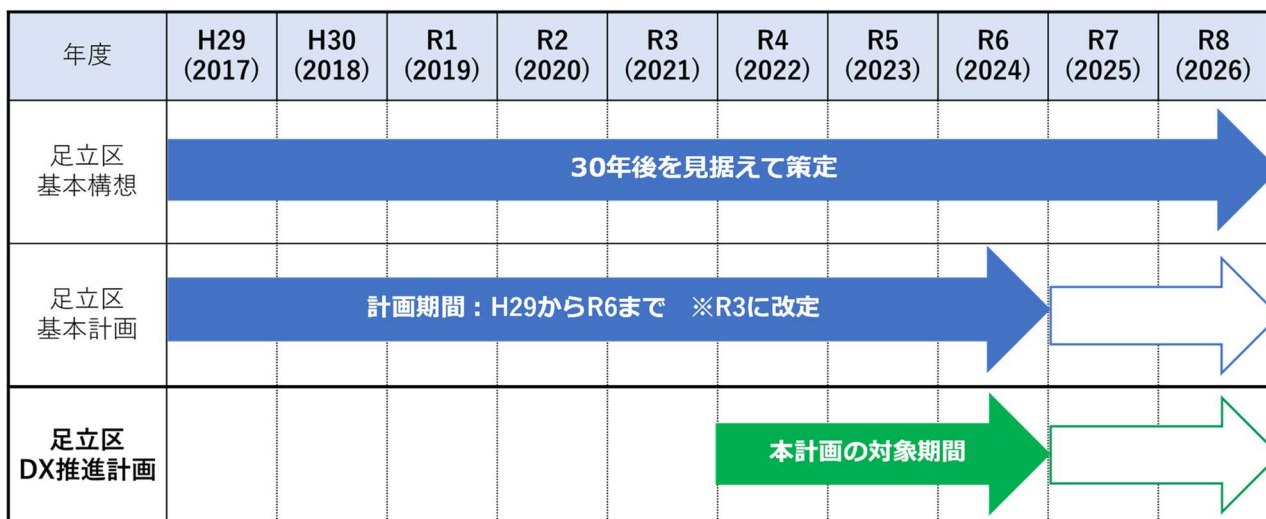 年度
H29
(2017)
H30
(2018)
R1
(2019)
R2
(2020)
R3
(2021)
R4
(2022)
R5
(2023)
R6
(2024)
R7
(2025)
R8
(2026)
足立区
基本構想
30年後を見据えて策定
足立区
基本計画
計画期間：H29からR6まで　※R3に改定
足立区
DX推進計画
本計画の対象期間